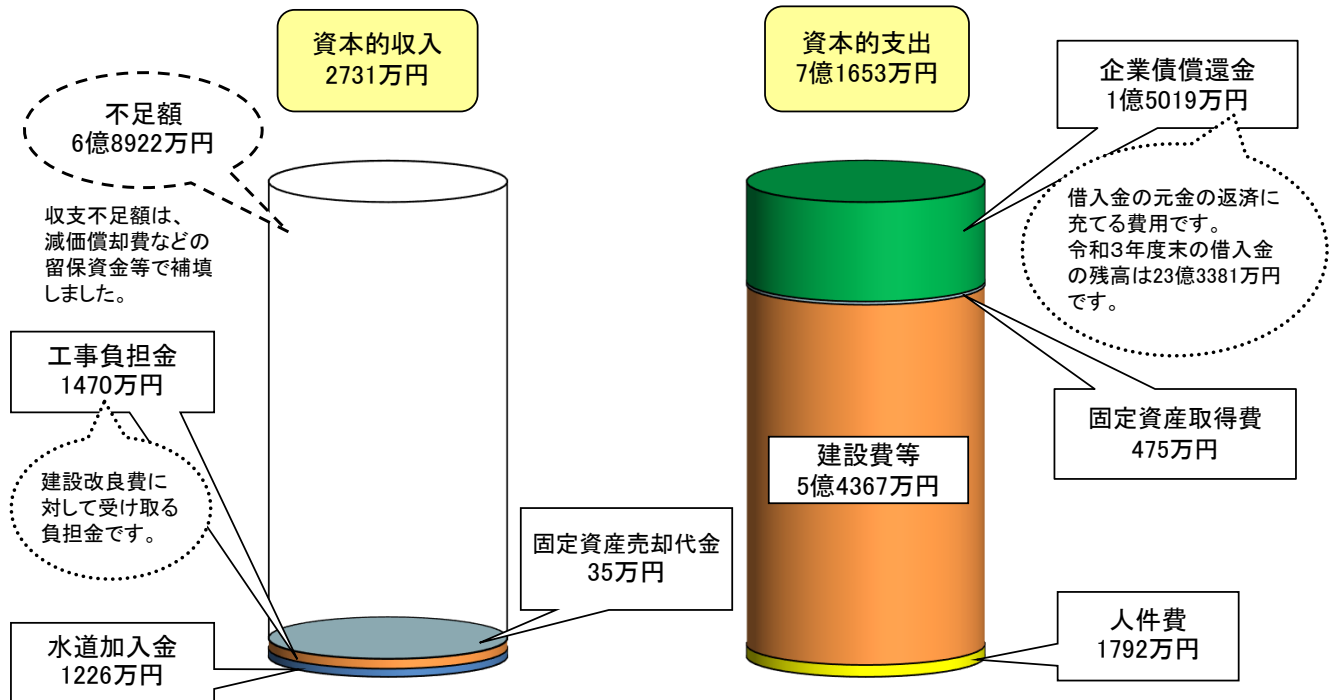 資本的収入
2731万円
資本的支出
7億1653万円
企業債償還金
1億5019万円
不足額
6億8922万円
収支不足額は、
減価償却費などの
留保資金等で補填
しました。
借入金の元金の返済に
充てる費用です。
令和3年度末の借入金
の残高は23億3381万円
です。
工事負担金
1470万円
固定資産取得費
475万円
建設費等
5億4367万円
建設改良費に
対して受け取る
負担金です。
固定資産売却代金
35万円
水道加入金
1226万円
人件費
1792万円